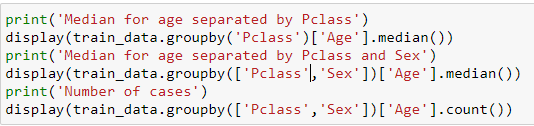 print('Median for age separated by Pclass')
display(train_data.groupby('Pclass')['Age'].median())
print('Median for age separated by Pclass and Sex')
display(train_data.groupby(['Pclass','Sex'])['Age'].median())
print('Number of cases')
display(train_data.groupby(['Pclass','Sex'])['Age'].count())